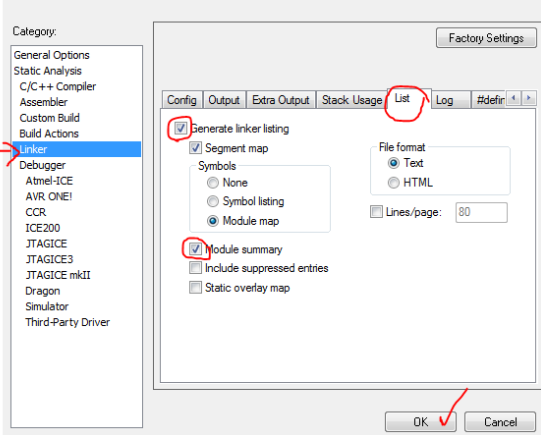 Category:
Factory Settings
General Options
Static Analysis
C/C++ Compiler
Assembler
Custom Build
Build Actions
Linker
Debugger
Atmel-ICE
AVR ONE!
CCR
ICE200
JTAGICE
JTAGICE3
JTAGICE mkII
Dragon
Simulator
Third-Party Driver
Config Output Extra Output Stack Usage List Log #defin
Generate linker listing
Segment map
Symbols
None
Symbol listing
Module map
Module summary
Include suppressed entries
Static overlay map
File format
Text
HTML
Lines/page: 80
OK Cancel